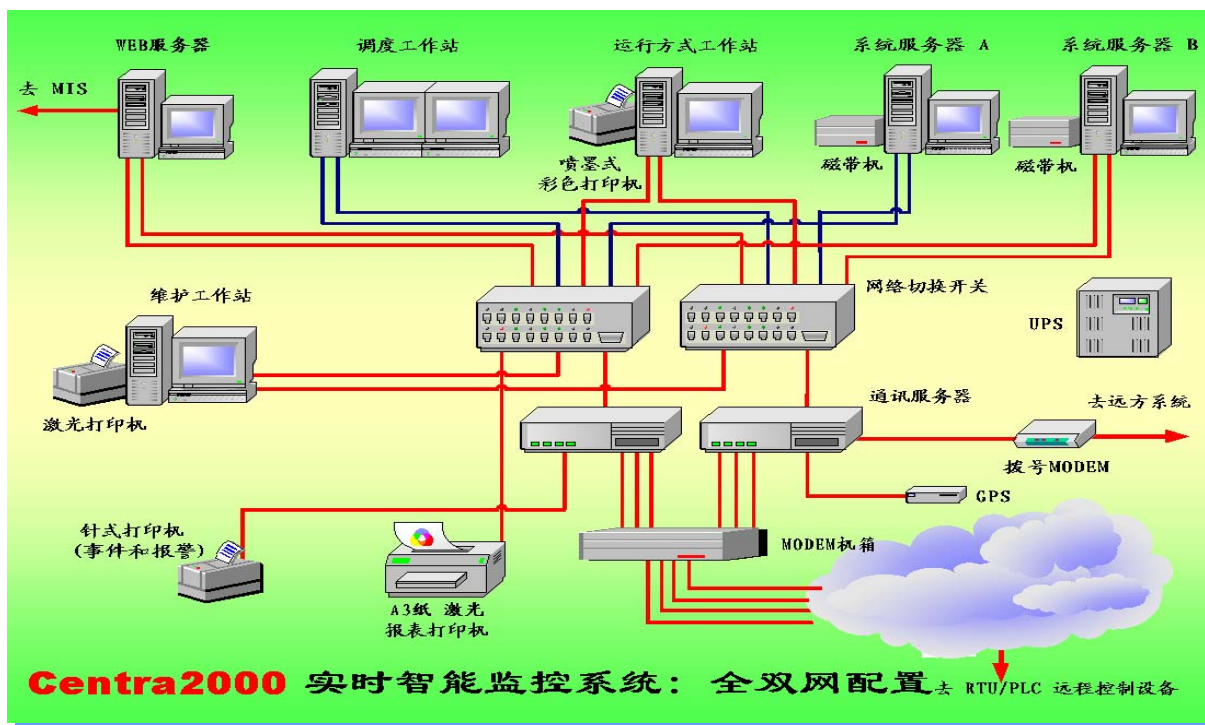 WEB服务器
调度工作站
运行方式工作站
系统服务器 A
系统服务器 B
去 MIS
喷墨式
彩色打印机
磁带机
磁带机
维护工作站
网络切换开关
UPS
激光打印机
通讯服务器
去远方系统
拨号MODEM
GPS
针式打印机
(事件和报警)
MODEM机箱
A3纸 激光
报表打印机
Centra2000 实时智能监控系统: 全双网配置
去 RTU/PLC 远程控制设备